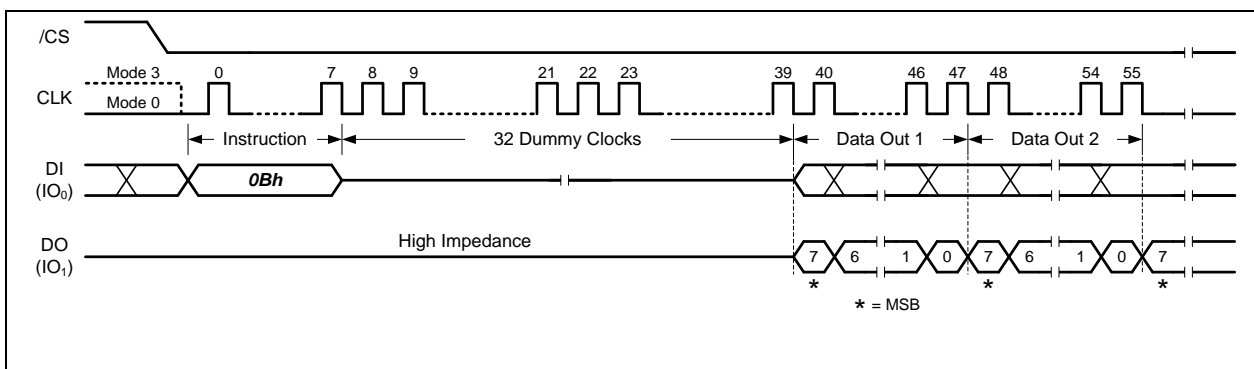 /CS
Mode 3 0 7 8 9 21 22 23 39 40 46 47 48 54 55
CLK
Mode 0
Instruction 32 Dummy Clocks Data Out 1 Data Out 2
DI
(IO₀)
0Bh
DO
(IO₁)
High Impedance
7 6 1 0 7 6 1 0 7
* * *
* = MSB